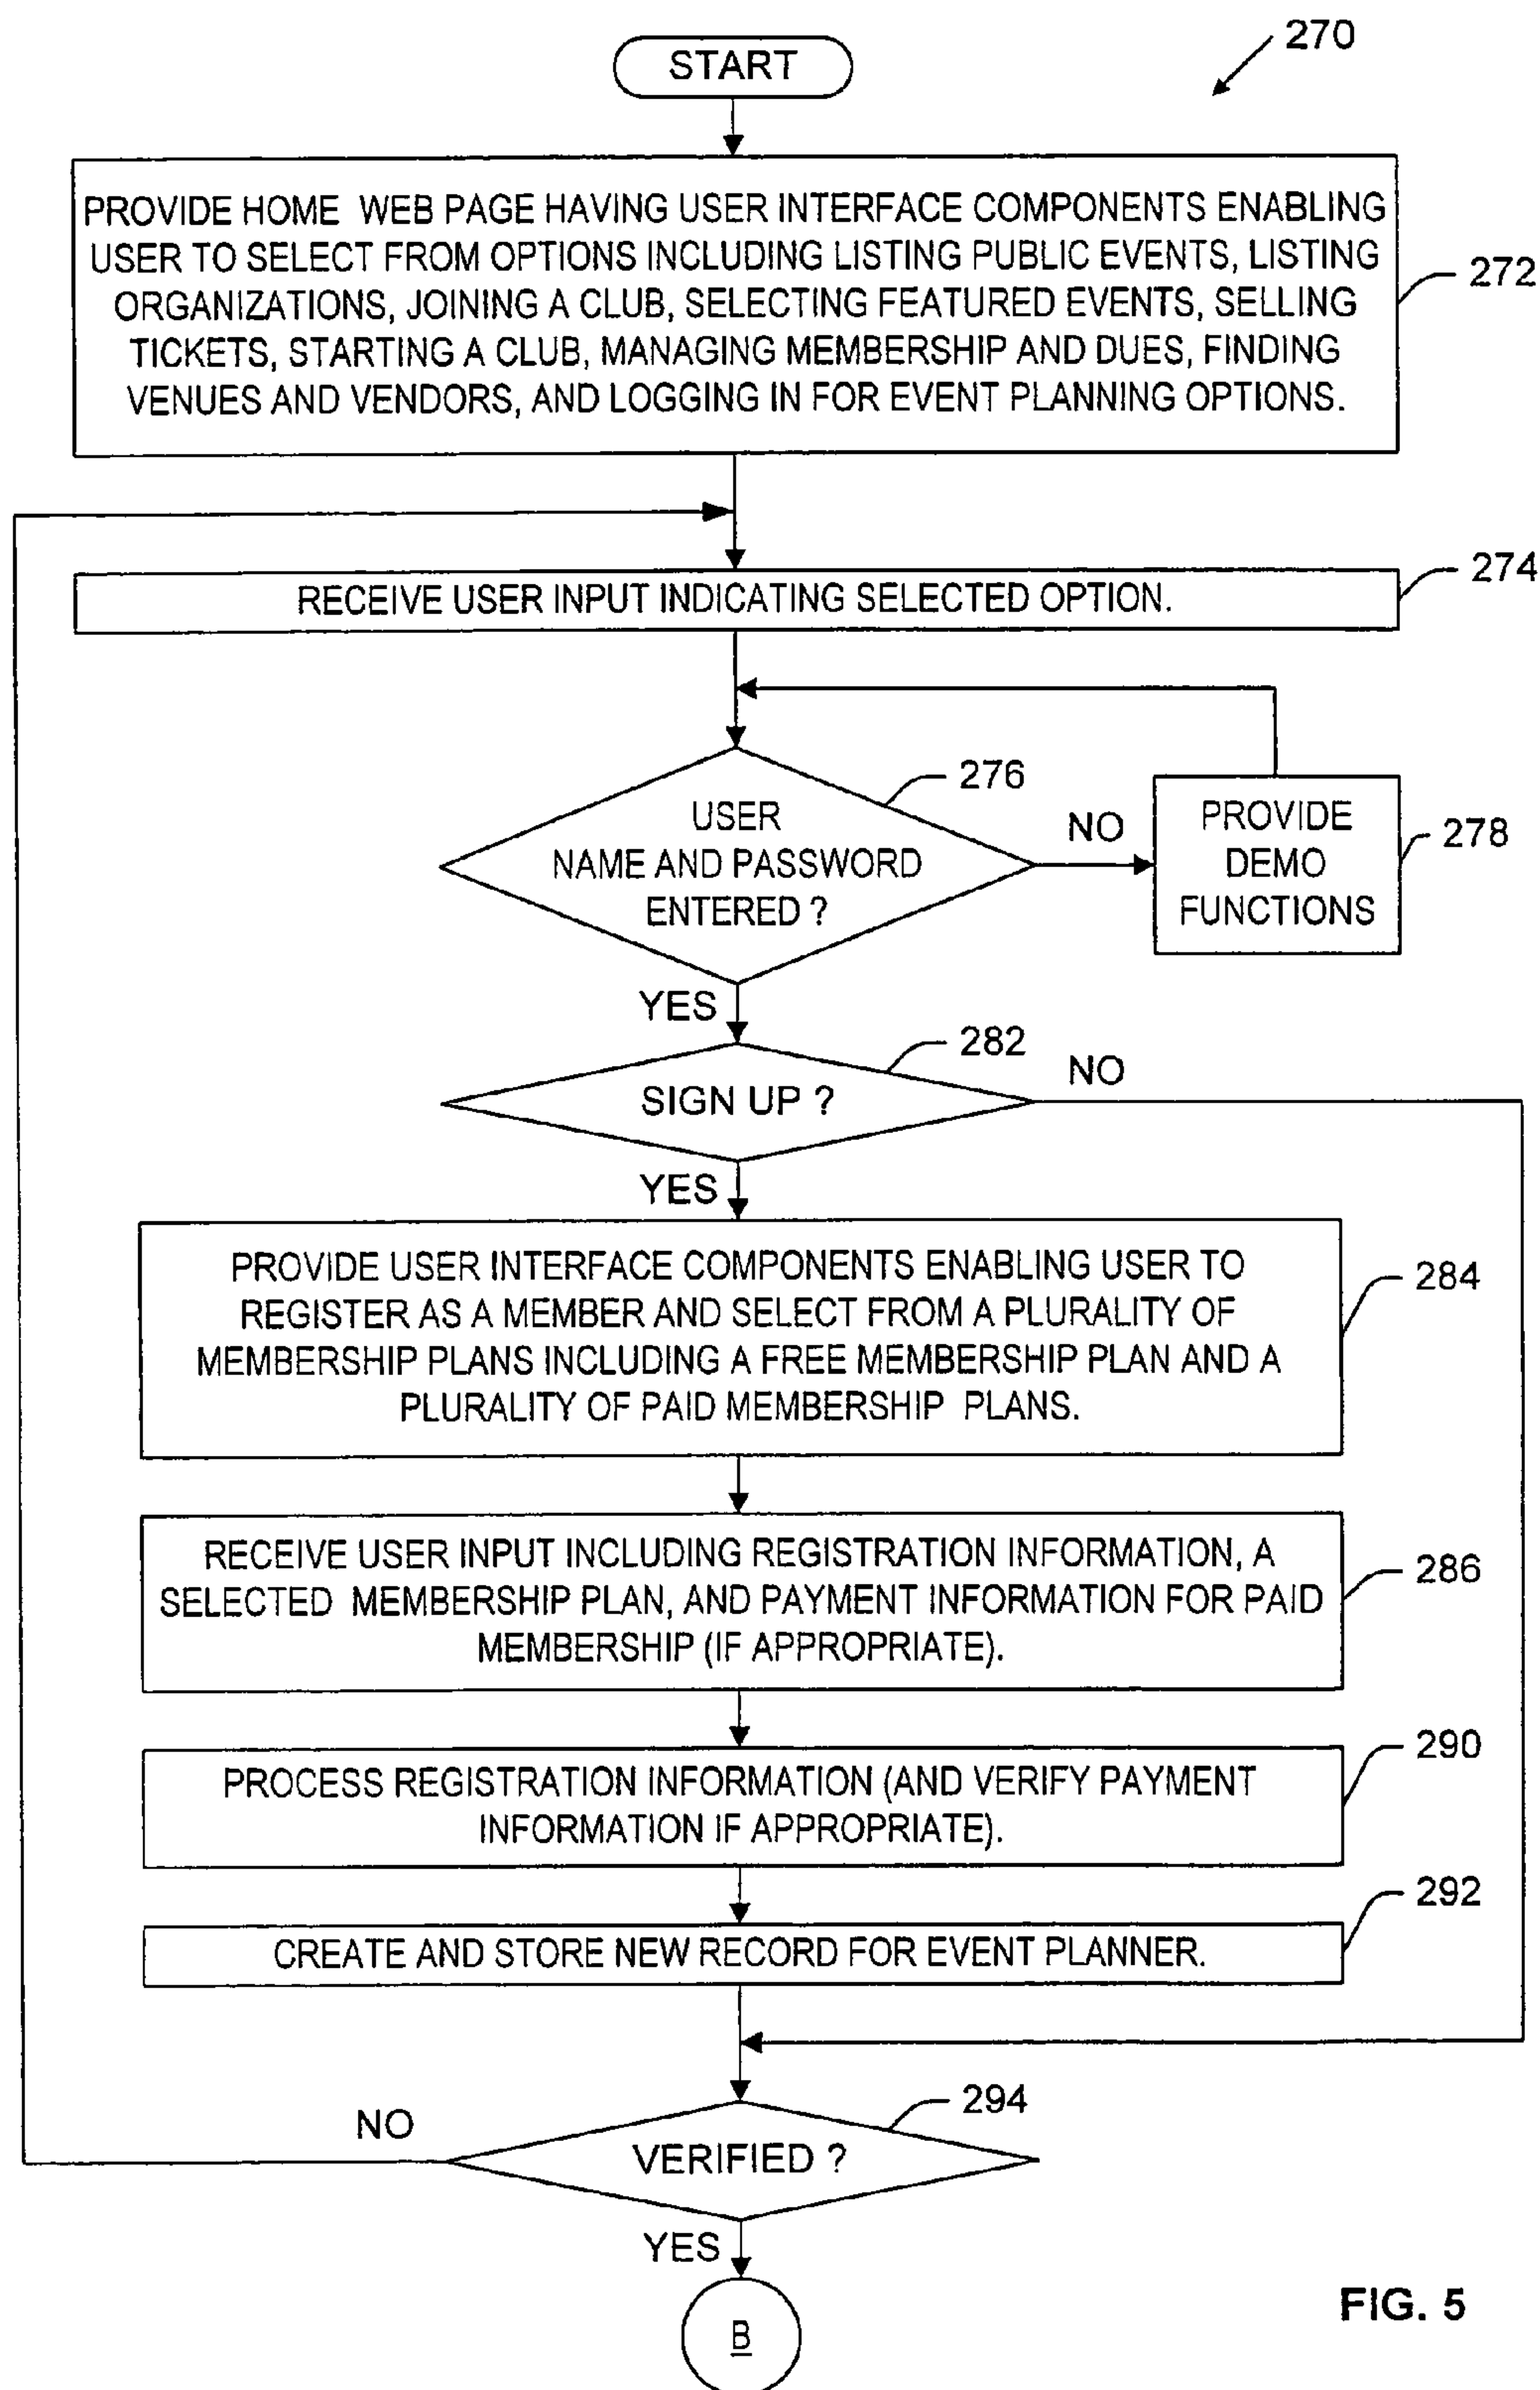 270
START
PROVIDE HOME WEB PAGE HAVING USER INTERFACE COMPONENTS ENABLING
USER TO SELECT FROM OPTIONS INCLUDING LISTING PUBLIC EVENTS, LISTING
ORGANIZATIONS, JOINING A CLUB, SELECTING FEATURED EVENTS, SELLING
TICKETS, STARTING A CLUB, MANAGING MEMBERSHIP AND DUES, FINDING
VENUES AND VENDORS, AND LOGGING IN FOR EVENT PLANNING OPTIONS.
272
RECEIVE USER INPUT INDICATING SELECTED OPTION.
274
USER
NAME AND PASSWORD
ENTERED ?
276
NO
PROVIDE
DEMO
FUNCTIONS
278
YES
SIGN UP ?
282
NO
YES
PROVIDE USER INTERFACE COMPONENTS ENABLING USER TO
REGISTER AS A MEMBER AND SELECT FROM A PLURALITY OF
MEMBERSHIP PLANS INCLUDING A FREE MEMBERSHIP PLAN AND A
PLURALITY OF PAID MEMBERSHIP PLANS.
284
RECEIVE USER INPUT INCLUDING REGISTRATION INFORMATION, A
SELECTED MEMBERSHIP PLAN, AND PAYMENT INFORMATION FOR PAID
MEMBERSHIP (IF APPROPRIATE).
286
PROCESS REGISTRATION INFORMATION (AND VERIFY PAYMENT
INFORMATION IF APPROPRIATE).
290
CREATE AND STORE NEW RECORD FOR EVENT PLANNER.
292
VERIFIED ?
294
NO
YES
B
FIG. 5